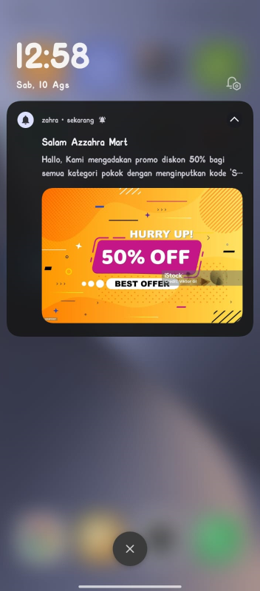 12:58
Sab, 10 Ags
zahra • sekarang
Salam Azzahra Mart
Hallo, Kami mengadakan promo diskon 50% bagi
semua kategori pokok dengan menginputkan kode 'S...
HURRY UP!
50% OFF
iStock
BEST OFFER